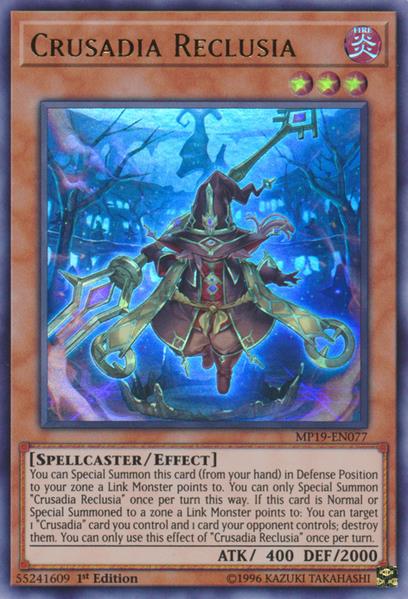 CRUSADIA RECLUSIA
FIRE
炎
MP19-EN077
[SPELLCASTER/EFFECT]
You can Special Summon this card (from your hand) in Defense Position
to your zone a Link Monster points to. You can only Special Summon
"Crusadia Reclusia" once per turn this way. If this card is Normal or
Special Summoned to a zone a Link Monster points to: You can target
1 "Crusadia" card you control and 1 card your opponent controls; destroy
them. You can only use this effect of "Crusadia Reclusia" once per turn.
ATK/ 400 DEF/2000
55241609 1st Edition ©1996 KAZUKI TAKAHASHI